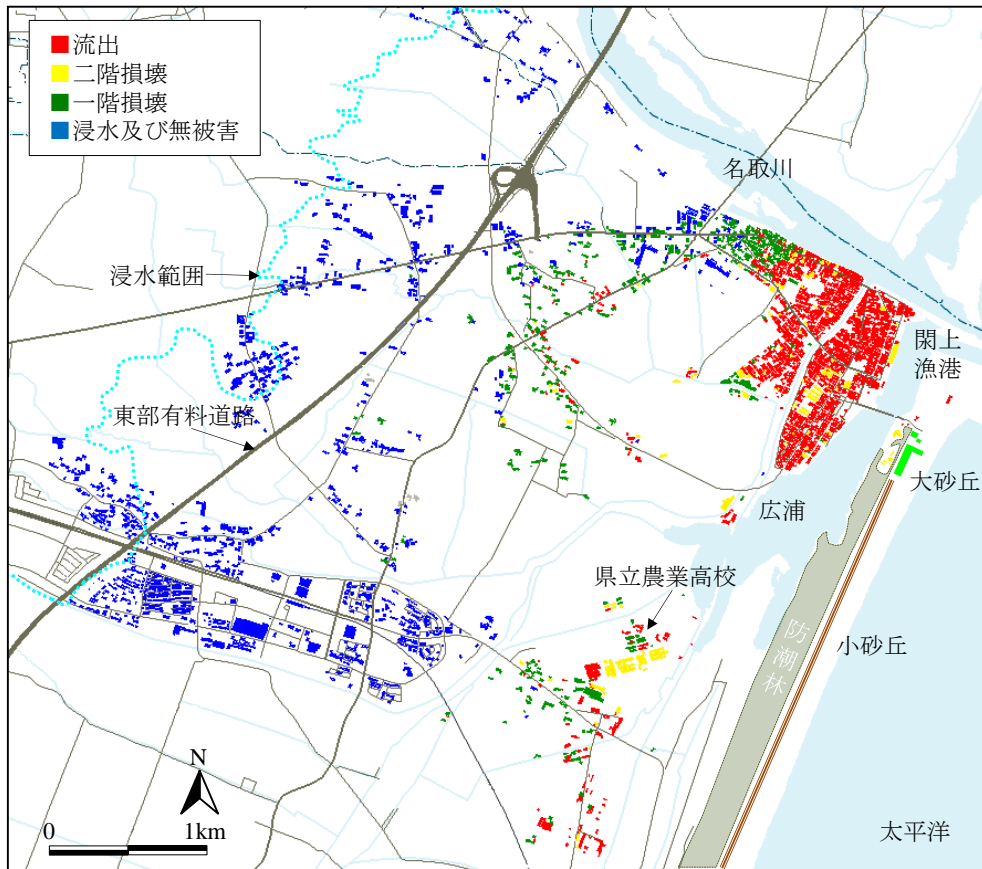 流出
二階損壊
一階損壊
浸水及び無被害
名取川
浸水範囲
閖上
漁港
東部有料道路
大砂丘
広浦
県立農業高校
防潮林
小砂丘
N
0
1km
太平洋